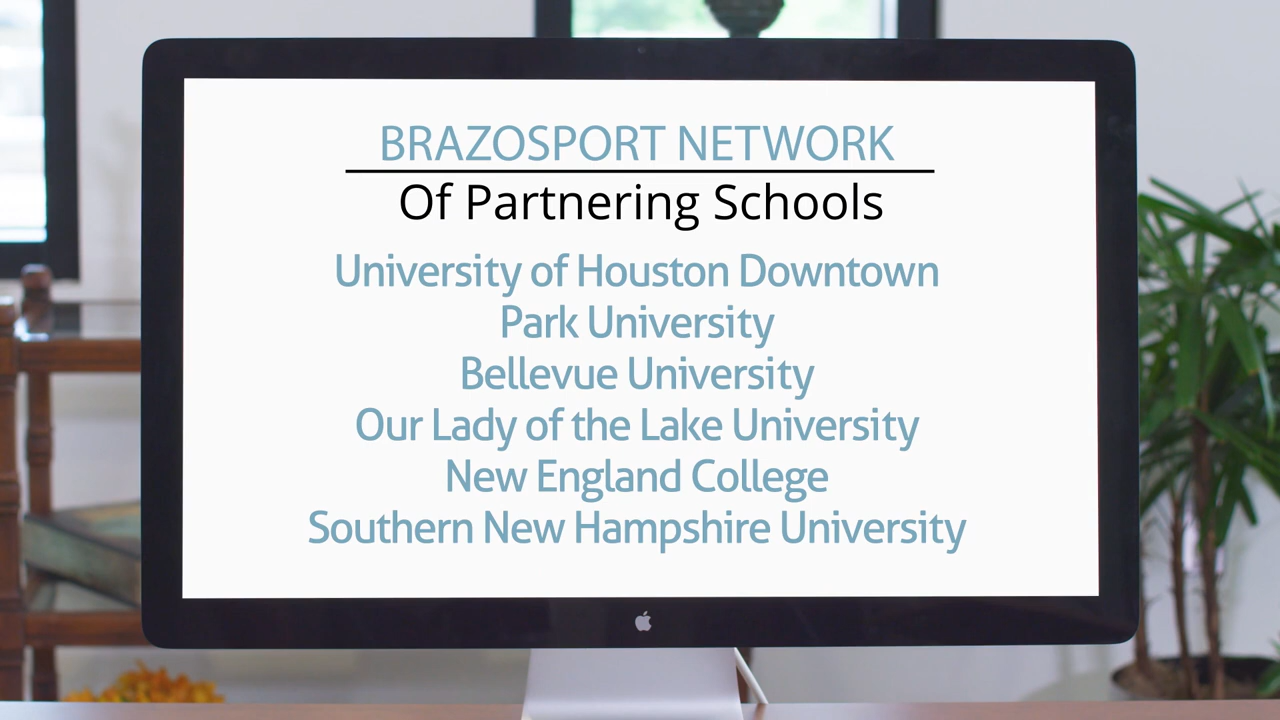 BRAZOSPORT NETWORK
Of Partnering Schools
University of Houston Downtown
Park University
Bellevue University
Our Lady of the Lake University
New England College
Southern New Hampshire University